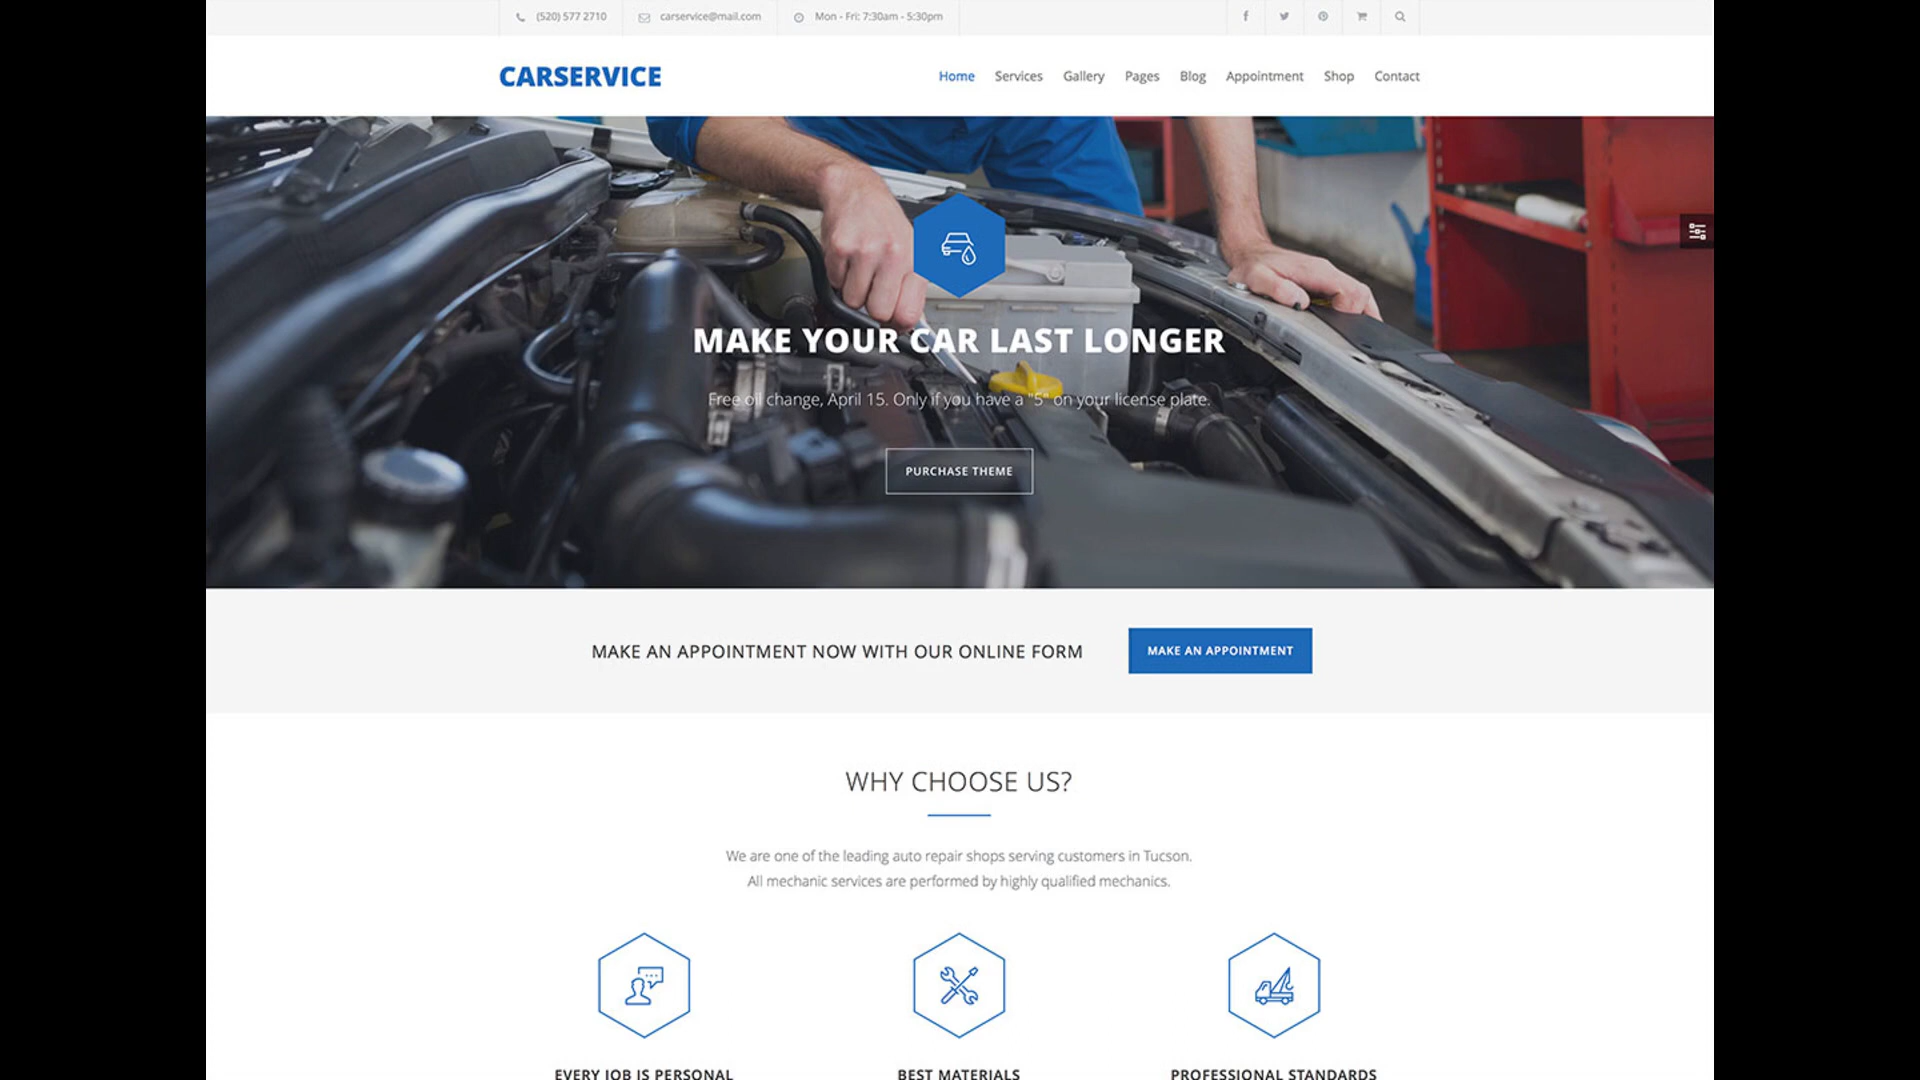 (520) 577 2710
carservice@mail.com
Mon - Fri: 7:30am - 5:30pm
CARSERVICE
Home Services Gallery Pages Blog Appointment Shop Contact
MAKE YOUR CAR LAST LONGER
Free oil change, April 15. Only if you have a "5" on your license plate.
PURCHASE THEME
MAKE AN APPOINTMENT NOW WITH OUR ONLINE FORM
MAKE AN APPOINTMENT
WHY CHOOSE US?
We are one of the leading auto repair shops serving customers in Tucson.
All mechanic services are performed by highly qualified mechanics.
EVERY JOB IS PERSONAL
BEST MATERIALS
PROFESSIONAL STANDARDS